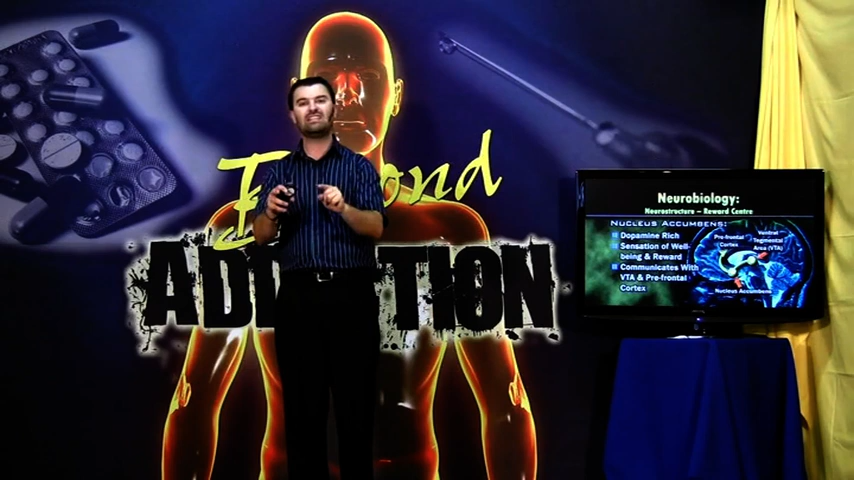 Beyond
ADDICTION
Neurobiology:
Neurostructure – Reward Centre
Nucleus Accumbens:
Dopamine Rich
Sensation of Well-
being & Reward
Communicates With
VTA & Pre-frontal
Cortex
Pre-frontal
Cortex
Ventral
Tegmental
Area (VTA)
Nucleus Accumbens